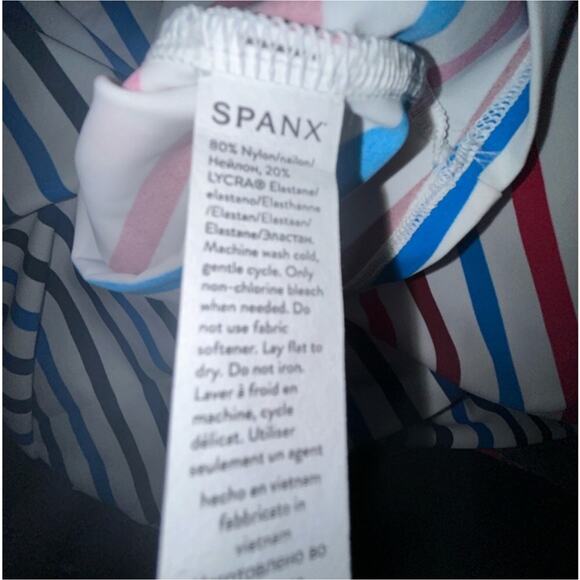 SPANX
80% Nylon/nailon/
Нейлон, 20%
LYCRA® Elastane/
elastano/Elasthanne
/Elastan/Elastaan/
Elastane/Эластан.
Machine wash cold,
gentle cycle. Only
non-chlorine bleach
when needed. Do
not use fabric
softener. Lay flat to
dry. Do not iron.
Laver à froid en
machine, cycle
délicat. Utiliser
seulement un agent
hecho en vietnam
fabbricato in
vietnam